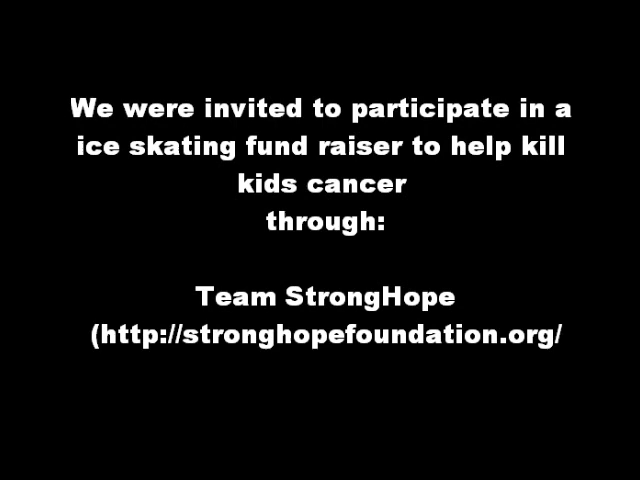 We were invited to participate in a
ice skating fund raiser to help kill
kids cancer
through:
Team StrongHope
(http://stronghopefoundation.org/